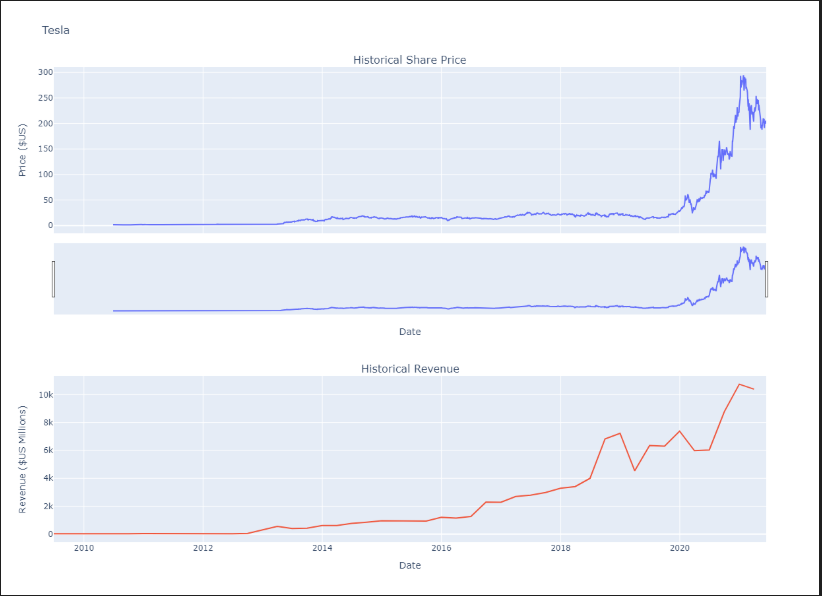 Tesla
Historical Share Price
300
250
200
150
100
50
0
Price ($US)
Date
Historical Revenue
10k
8k
6k
4k
2k
0
Revenue ($US Millions)
2010 2012 2014 2016 2018 2020
Date